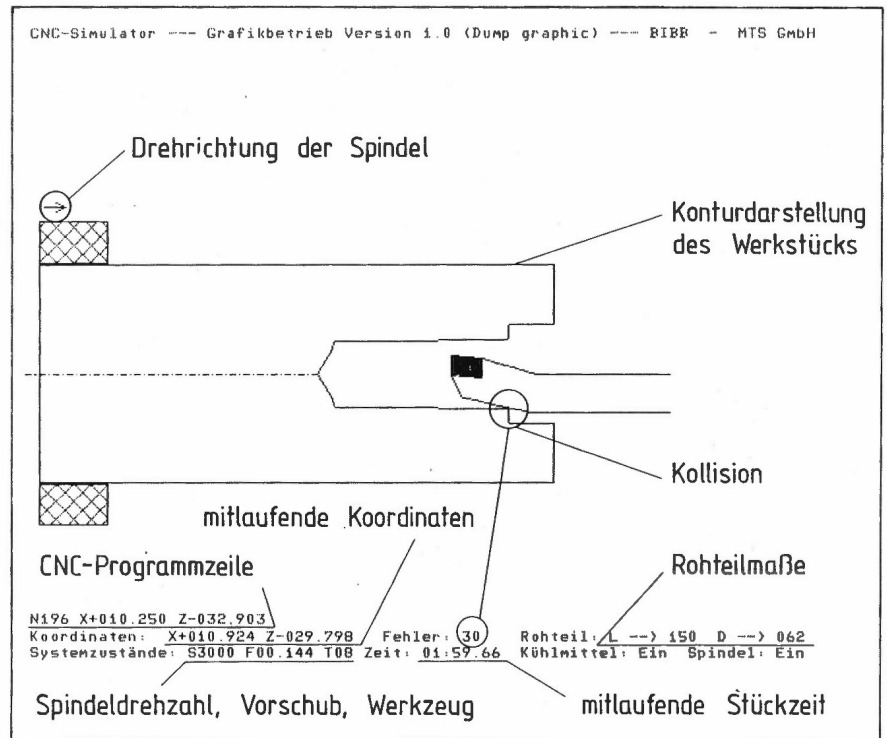 CNC-Simulator --- Grafikbetrieb Version 1.0 (Dump graphic) --- BIBB - MTS GmbH
Drehrichtung der Spindel
Konturdarstellung
des Werkstücks
Kollision
mitlaufende Koordinaten
CNC-Programmzeile
Rohteilmaße
N196 X+010.250 Z-032.903
Koordinaten: X+010.924 Z-029.798 Fehler: 30 Rohteil: L --> 150 D --> 062
Systemzustände: S3000 F00.144 T08 Zeit: 01:59.66 Kühlmittel: Ein Spindel: Ein
Spindeldrehzahl, Vorschub, Werkzeug
mitlaufende Stückzeit